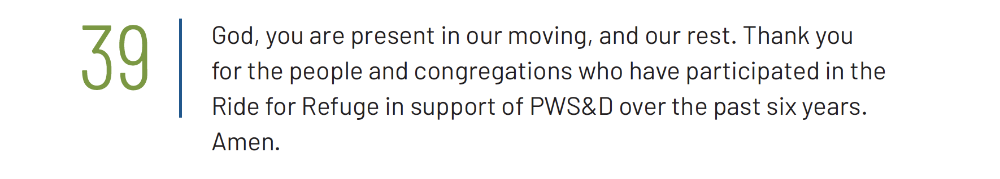 39
God, you are present in our moving, and our rest. Thank you
for the people and congregations who have participated in the
Ride for Refuge in support of PWS&D over the past six years.
Amen.